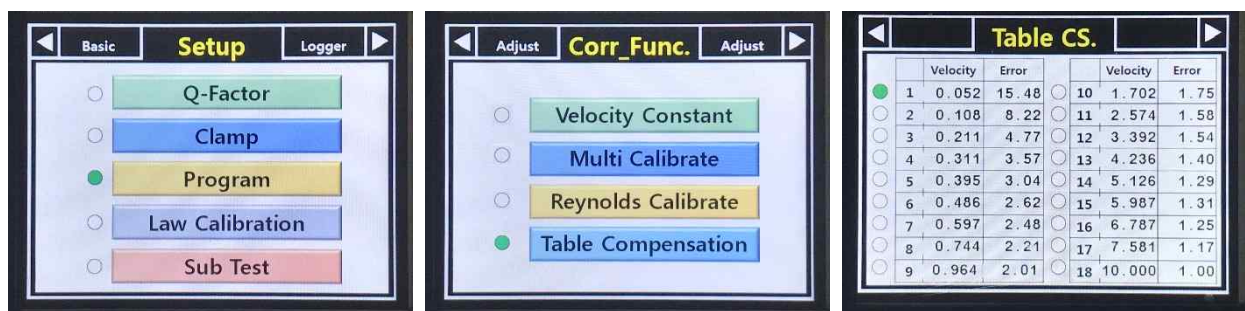 Basic Setup Logger
Q-Factor
Clamp
Program
Law Calibration
Sub Test
Adjust Corr_Func. Adjust
Velocity Constant
Multi Calibrate
Reynolds Calibrate
Table Compensation
Table CS.
Velocity Error Velocity Error
1 0.052 15.48 10 1.702 1.75
2 0.108 8.22 11 2.574 1.58
3 0.211 4.77 12 3.392 1.54
4 0.311 3.57 13 4.236 1.40
5 0.395 3.04 14 5.126 1.29
6 0.486 2.62 15 5.987 1.31
7 0.597 2.48 16 6.787 1.25
8 0.744 2.21 17 7.581 1.17
9 0.964 2.01 18 10.000 1.00